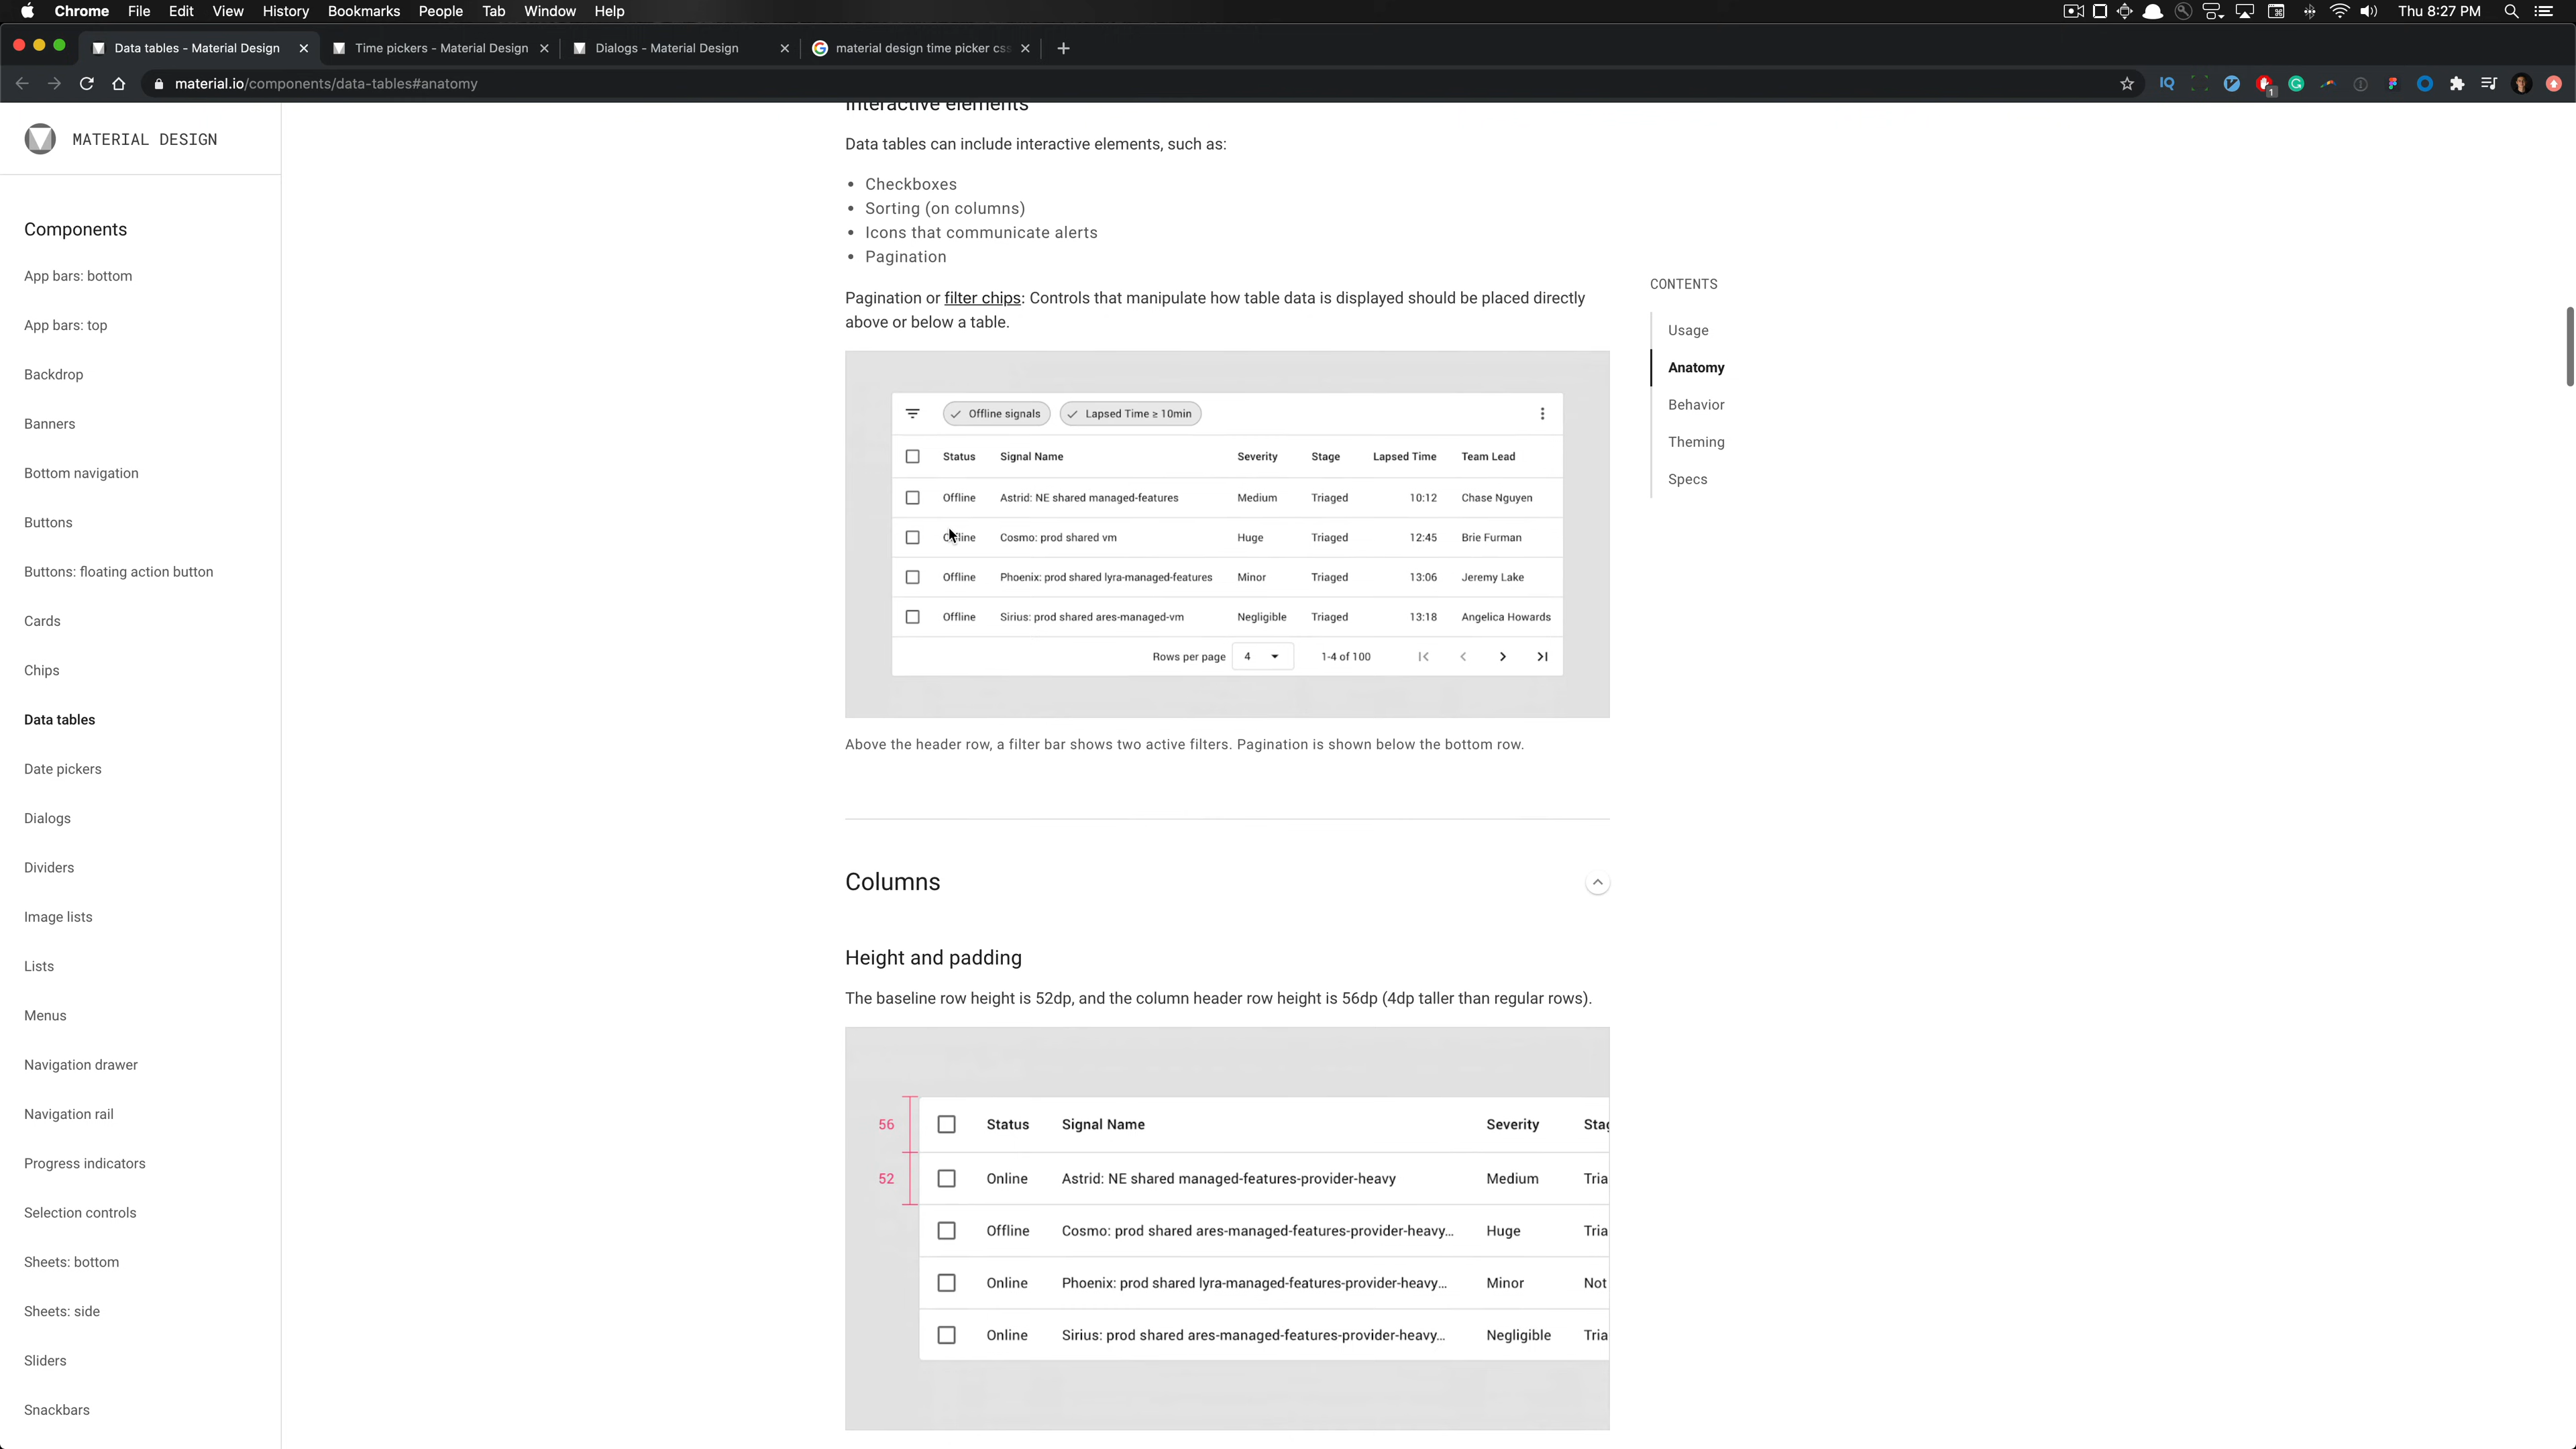 Chrome File Edit View History Bookmarks People Tab Window Help Thu 8:27 PM
Data tables - Material Design
Time pickers - Material Design
Dialogs - Material Design
material design time picker css
material.io/components/data-tables#anatomy
IQ
1
MATERIAL DESIGN
Components
App bars: bottom
App bars: top
Backdrop
Banners
Bottom navigation
Buttons
Buttons: floating action button
Cards
Chips
Data tables
Date pickers
Dialogs
Dividers
Image lists
Lists
Menus
Navigation drawer
Navigation rail
Progress indicators
Selection controls
Sheets: bottom
Sheets: side
Sliders
Snackbars
Interactive elements
Data tables can include interactive elements, such as:
• Checkboxes
• Sorting (on columns)
• Icons that communicate alerts
• Pagination
Pagination or filter chips: Controls that manipulate how table data is displayed should be placed directly
above or below a table.
Offline signals Lapsed Time ≥ 10min
Status Signal Name Severity Stage Lapsed Time Team Lead
Offline Astrid: NE shared managed-features Medium Triaged 10:12 Chase Nguyen
Offline Cosmo: prod shared vm Huge Triaged 12:45 Brie Furman
Offline Phoenix: prod shared lyra-managed-features Minor Triaged 13:06 Jeremy Lake
Offline Sirius: prod shared ares-managed-vm Negligible Triaged 13:18 Angelica Howards
Rows per page 4 1-4 of 100
Above the header row, a filter bar shows two active filters. Pagination is shown below the bottom row.
Columns
Height and padding
The baseline row height is 52dp, and the column header row height is 56dp (4dp taller than regular rows).
56 Status Signal Name Severity Stag
52 Online Astrid: NE shared managed-features-provider-heavy Medium Tria
Offline Cosmo: prod shared ares-managed-features-provider-heavy... Huge Tria
Online Phoenix: prod shared lyra-managed-features-provider-heavy... Minor Not
Online Sirius: prod shared ares-managed-features-provider-heavy... Negligible Tria
CONTENTS
Usage
Anatomy
Behavior
Theming
Specs